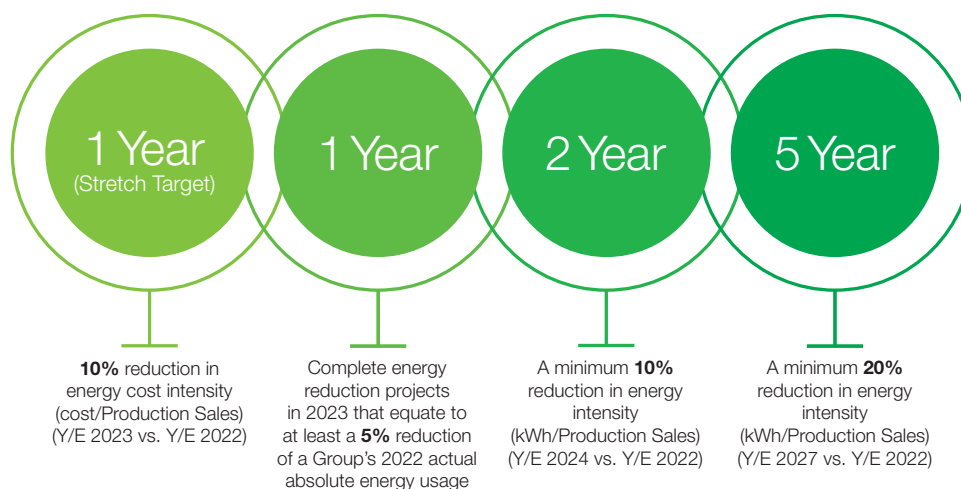 1 Year
(Stretch Target)
1 Year
2 Year
5 Year
10% reduction in
energy cost intensity
(cost/Production Sales)
(Y/E 2023 vs. Y/E 2022)
Complete energy
reduction projects
in 2023 that equate to
at least a 5% reduction
of a Group's 2022 actual
absolute energy usage
A minimum 10%
reduction in energy
intensity
(kWh/Production Sales)
(Y/E 2024 vs. Y/E 2022)
A minimum 20%
reduction in energy
intensity
(kWh/Production Sales)
(Y/E 2027 vs. Y/E 2022)